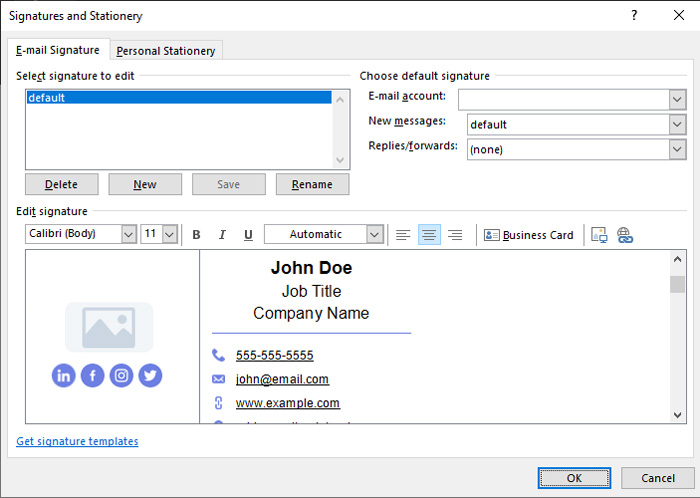 Signatures and Stationery
E-mail Signature
Personal Stationery
Select signature to edit
default
Delete
New
Save
Rename
Choose default signature
E-mail account:
New messages: default
Replies/forwards: (none)
Edit signature
Calibri (Body) 11 B I U Automatic Business Card
John Doe
Job Title
Company Name
in f
555-555-5555
john@email.com
www.example.com
Get signature templates
OK
Cancel